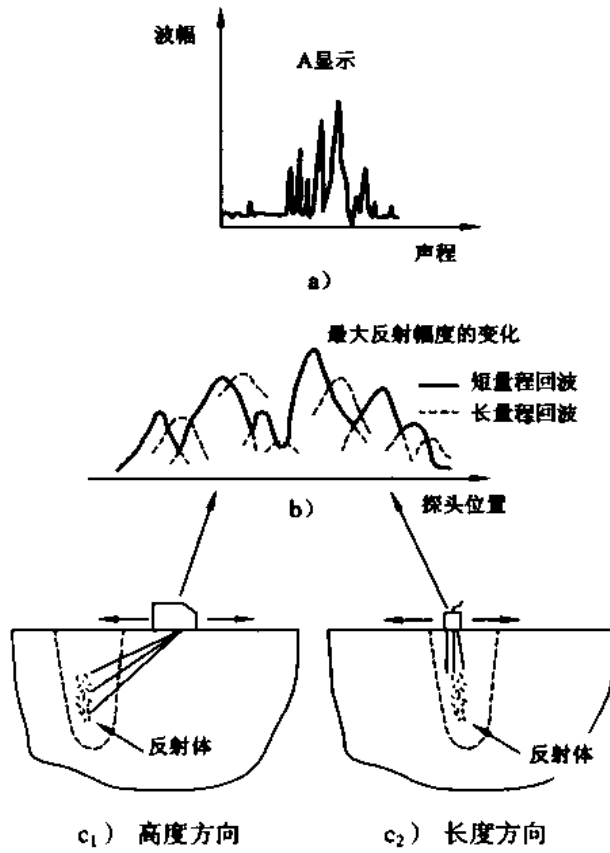 波幅
A显示
声程
a）
最大反射幅度的变化
短量程回波
长量程回波
b）
探头位置
反射体
反射体
c₁） 高度方向
c₂） 长度方向